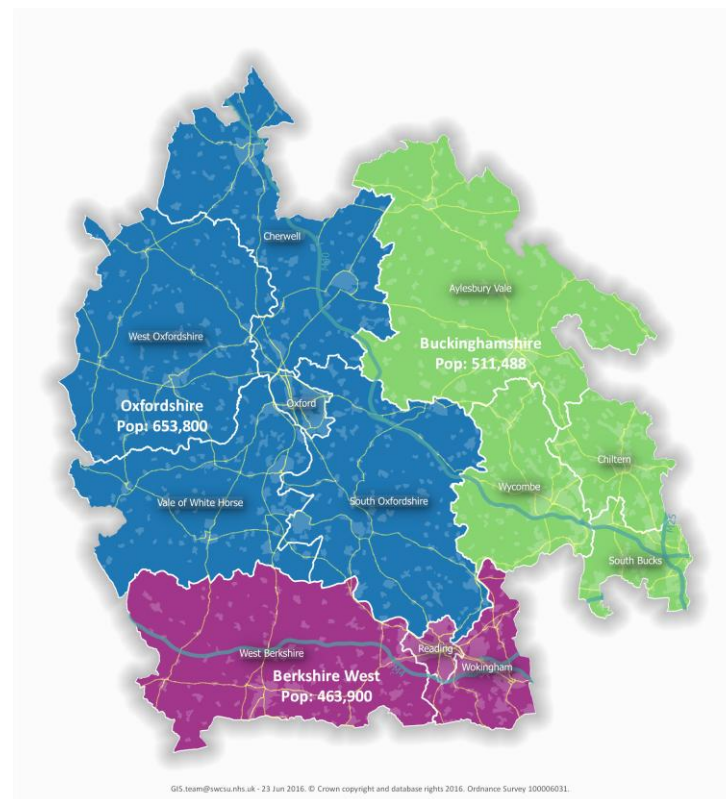 Cherwell
M40
Aylesbury Vale
West Oxfordshire
Buckinghamshire
Pop: 511,488
Oxfordshire
Pop: 653,800
Oxford
Chiltern
Wycombe
Vale of White Horse
South Oxfordshire
M25
South Bucks
Reading
West Berkshire
Wokingham
Berkshire West
Pop: 463,900
GIS.team@swcsu.nhs.uk - 23 Jun 2016. © Crown copyright and database rights 2016. Ordnance Survey 100006031.